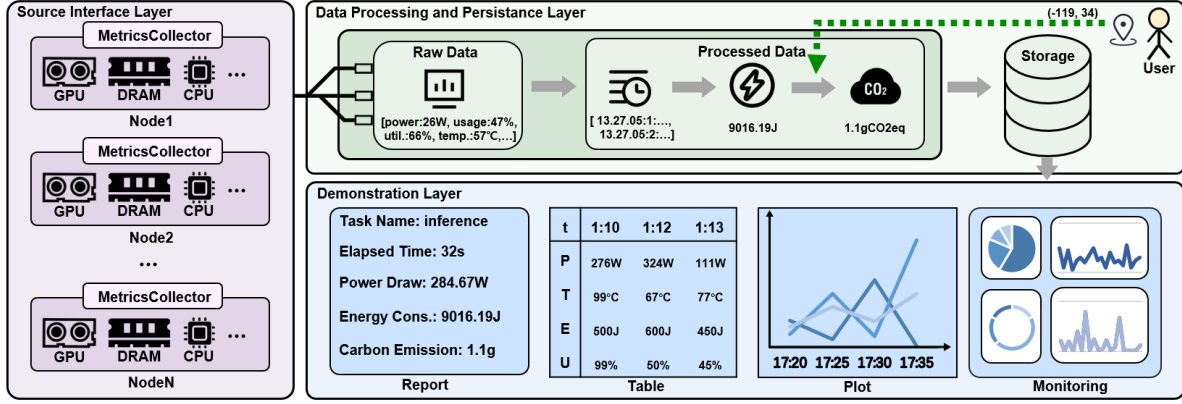 Source Interface Layer
MetricsCollector
GPU DRAM CPU ...
Node1
MetricsCollector
GPU DRAM CPU ...
Node2
...
MetricsCollector
GPU DRAM CPU ...
NodeN
Data Processing and Persistance Layer
(-119, 34)
User
Raw Data
[power:26W, usage:47%,
util.:66%, temp.:57℃,...]
Processed Data
[ 13.27.05:1:...,
13.27.05:2:...]
9016.19J
CO₂
1.1gCO2eq
Storage
Demonstration Layer
Task Name: inference
Elapsed Time: 32s
Power Draw: 284.67W
Energy Cons.: 9016.19J
Carbon Emission: 1.1g
Report
t 1:10 1:12 1:13
P 276W 324W 111W
T 99°C 67°C 77°C
E 500J 600J 450J
U 99% 50% 45%
Table
17:20 17:25 17:30 17:35
Plot
Monitoring